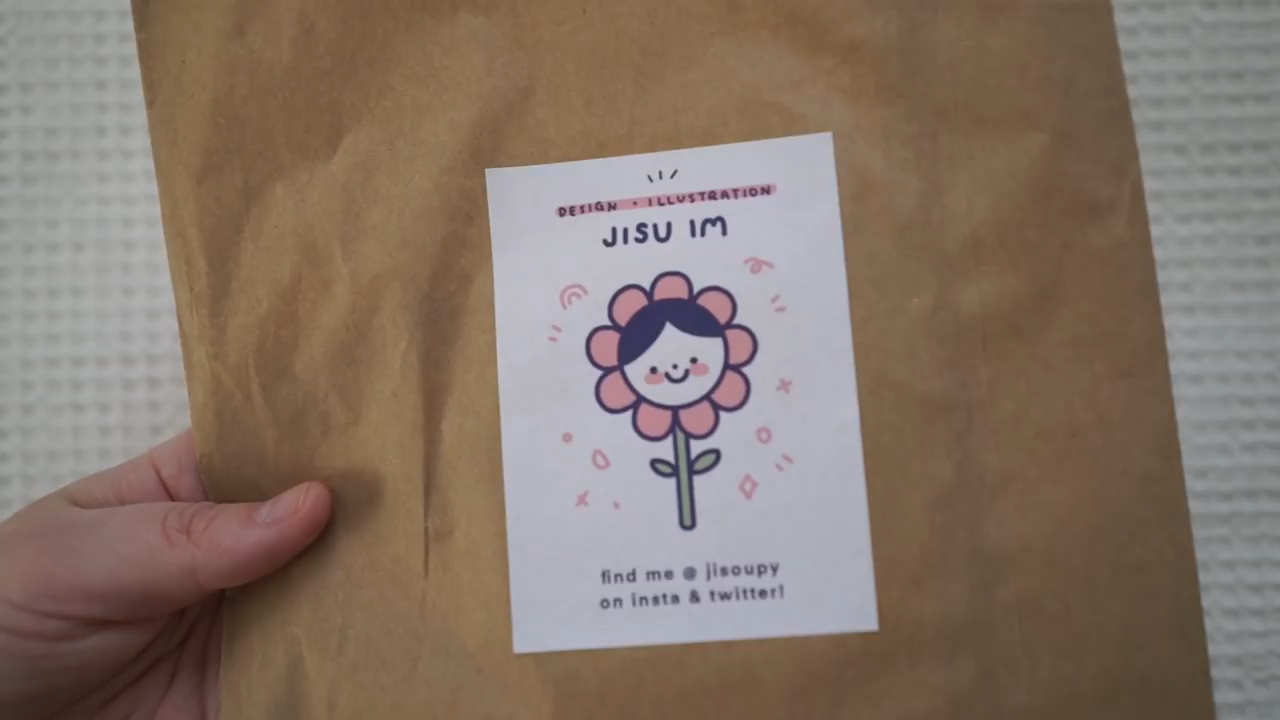 DESIGN · ILLUSTRATION
JISU IM
find me @ jisoupy
on insta & twitter!